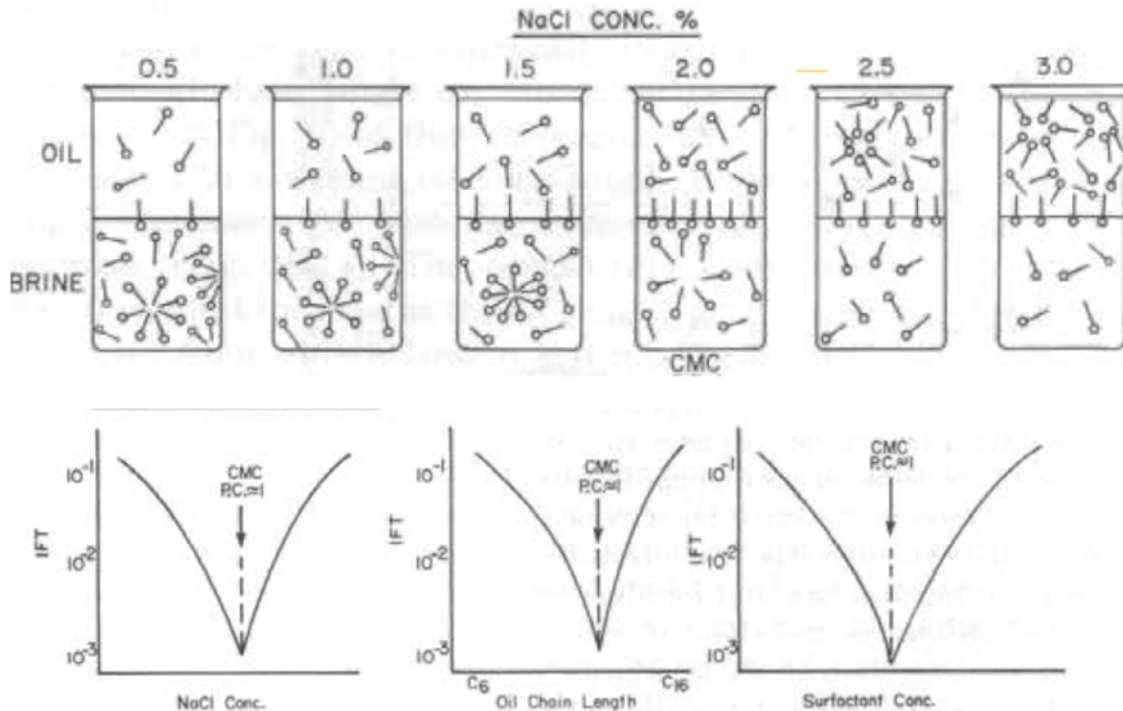 NaCl CONC. %
0.5 1.0 1.5 2.0 2.5 3.0
OIL
BRINE
CMC
IFT
10⁻¹
10⁻²
10⁻³
CMC
P.C.≃1
NaCl Conc.
IFT
10⁻¹
10⁻²
10⁻³
CMC
P.C.≃1
C6 C16
Oil Chain Length
IFT
10⁻¹
10⁻²
10⁻³
CMC
P.C.≃1
Surfactant Conc.